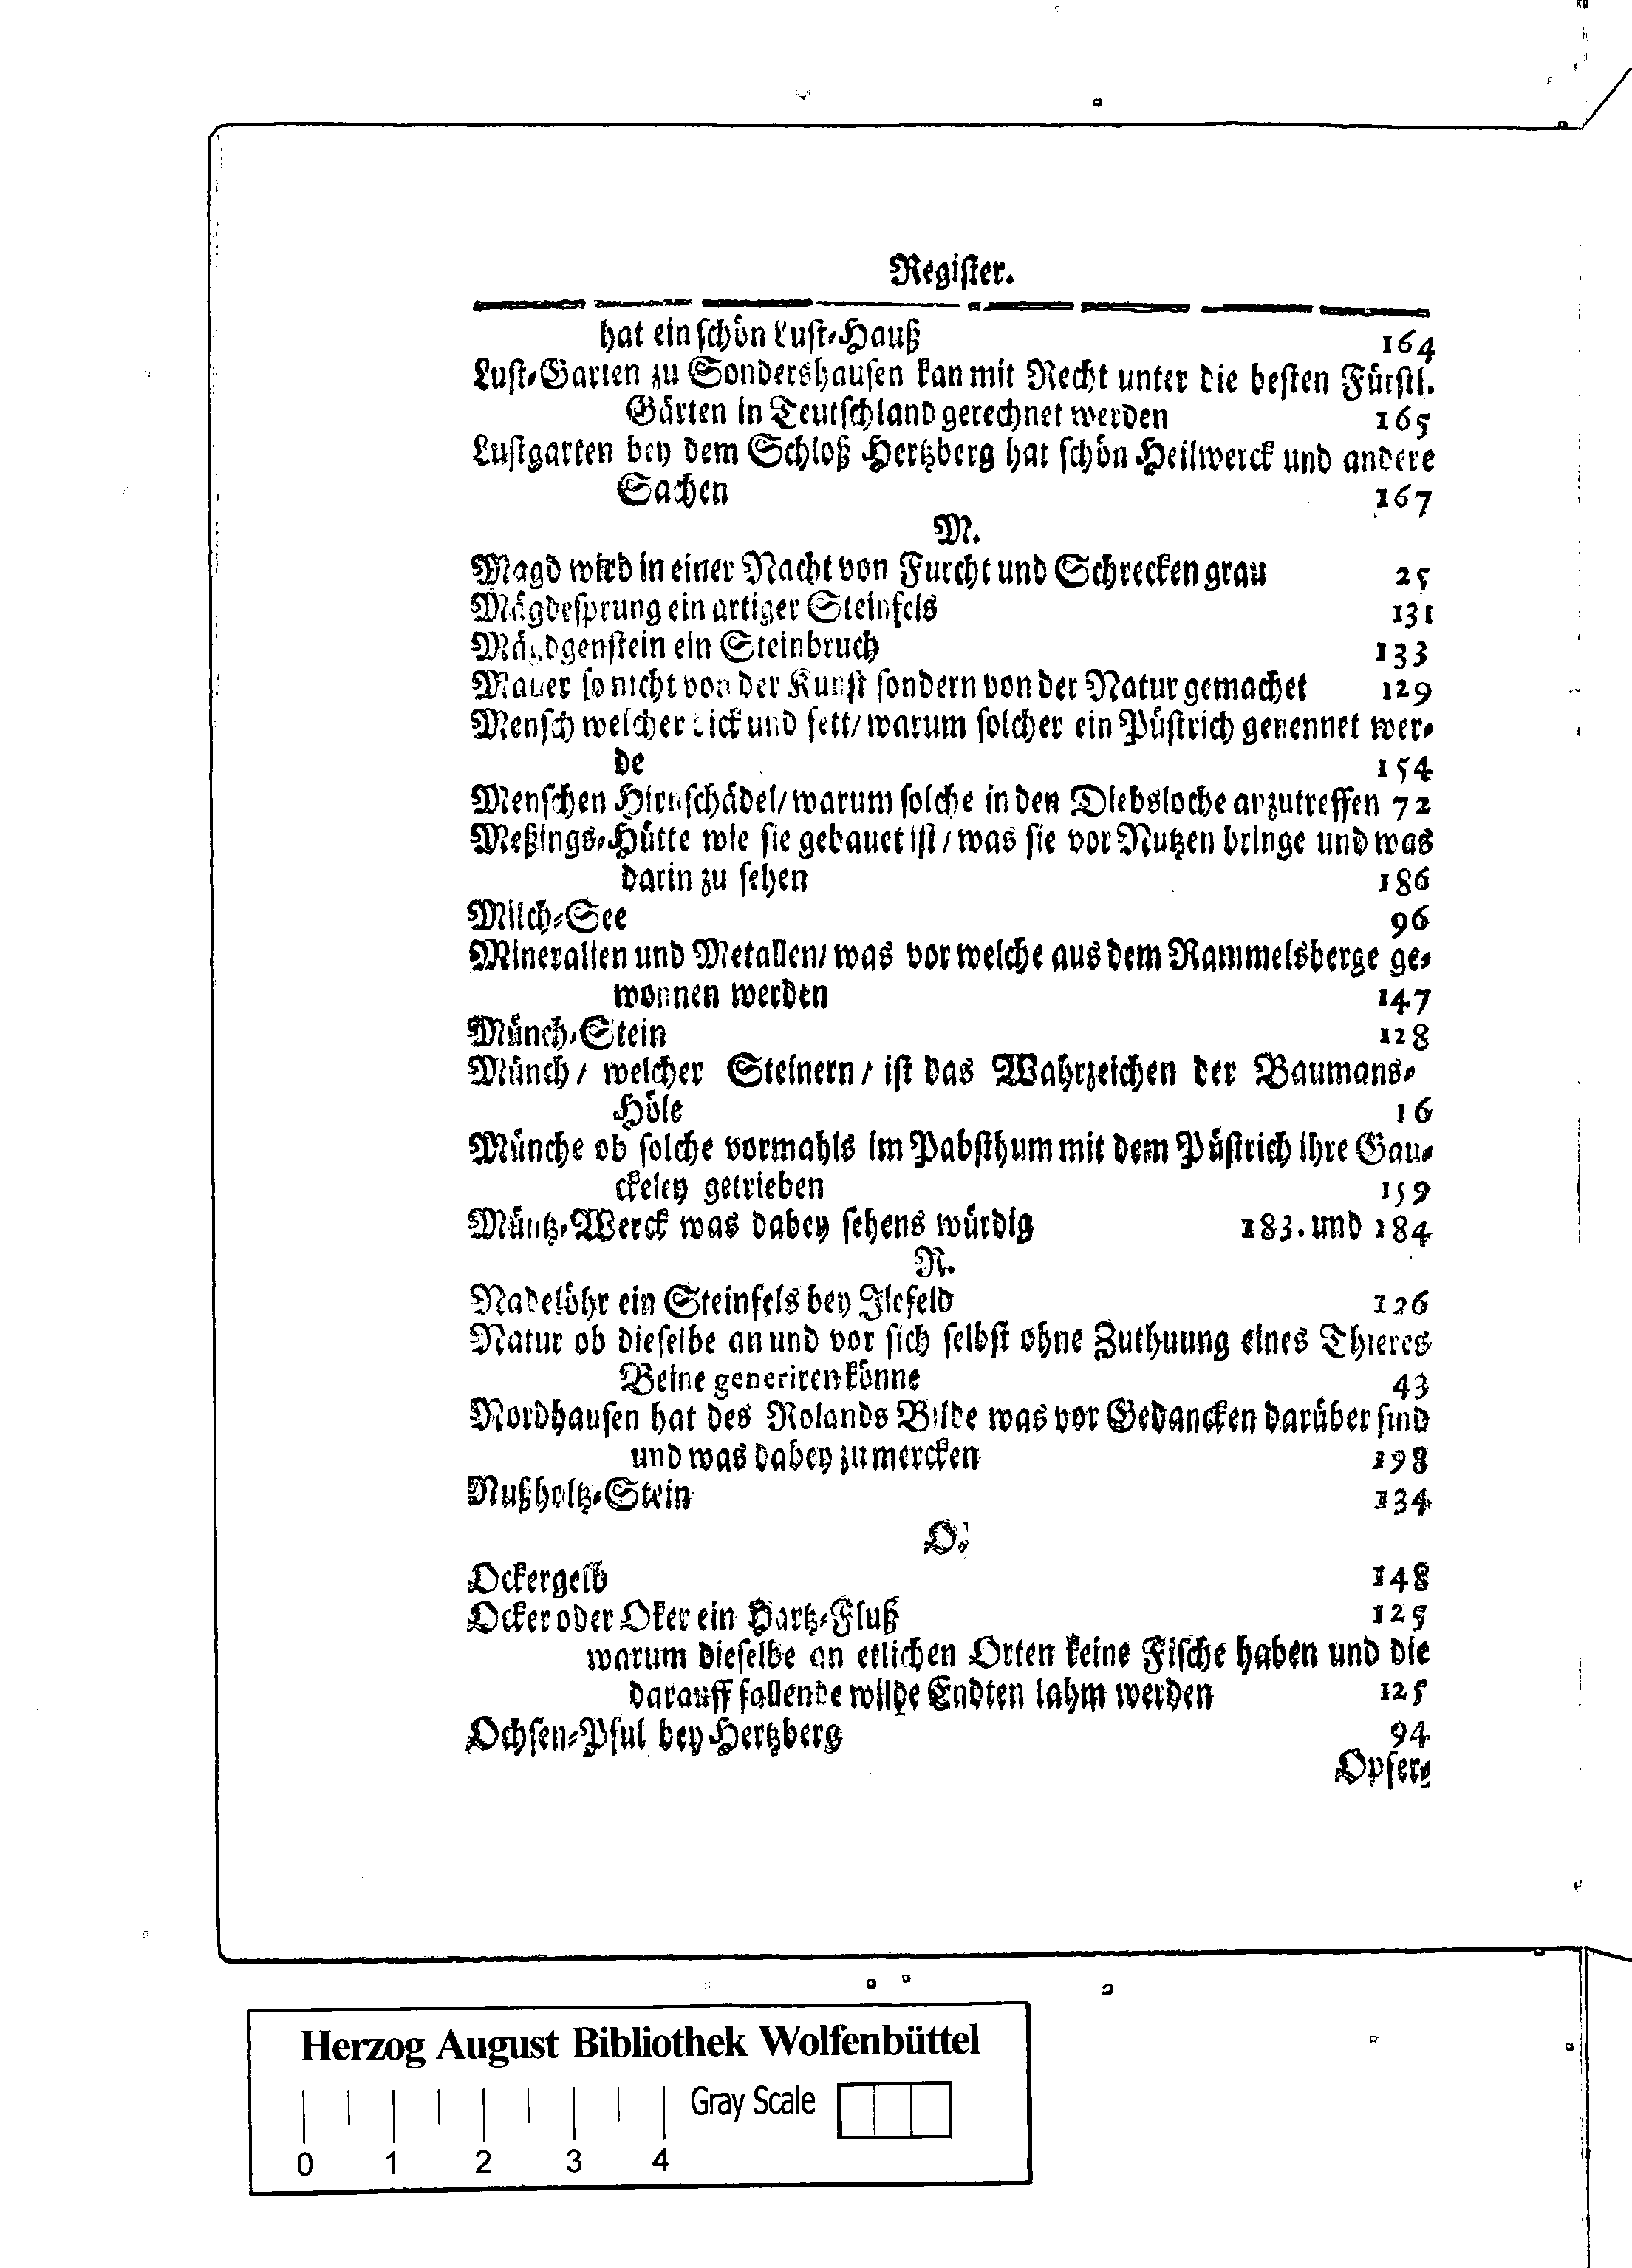 Register.
hat ein schön Lust-Hauß 164
Lust-Garten zu Sondershausen kan mit Recht unter die besten Fürstl.
Gärten in Teutschland gerechnet werden 165
Lustgarten bey dem Schloß Hertzberg hat schön Heilwerck und andere
Sachen 167
M.
Magd wird in einer Nacht von Furcht und Schrecken grau 25
Mägdesprung ein artiger Steinfels 131
ein Steinbruch 133
Mauer so nicht von der Kunst sondern von der Natur gemachet 129
Mensch welcher dick und fett/ warum solcher ein Püstrich genennet wer-
de 154
Menschen Hirnschädel/ warum solche in den Diebsloche anzutreffen 72
Meßings-Hütte wie sie gebauet ist/ was sie vor Nutzen bringe und was
darin zu sehen 186
Milch-See 96
Mineralien und Metallen/ was vor welche aus dem Rammelsberge ge-
wonnen werden 147
Münch-Stein 128
Münch/ welcher Steinern/ ist das Wahrzeichen der Baumans-
Höle 16
Münche ob solche vormahls im Pabsthum mit dem Püstrich ihre Gau-
ckeley getrieben 159
Müntz-Werck was dabey sehens würdig 183. und 184
N.
Nadelöhr ein Steinfels bey Ilefeld 126
Natur ob dieselbe an und vor sich selbst ohne Zuthuung eines Thieres
Beine generiren könne 43
Nordhausen hat des Rolands Bilde was vor Gedancken darüber sind
und was dabey zu mercken 198
Nußholtz-Stein 134
O.
Ockergelb 148
Ocker oder Oker ein Hartz-Fluß 125
warum dieselbe an etlichen Orten keine Fische haben und die
darauff fallende wilde Endten lahm werden 125
Ochsen-Pful bey Hertzberg 94
Opfer-
Herzog August Bibliothek Wolfenbüttel
Gray Scale
0 1 2 3 4